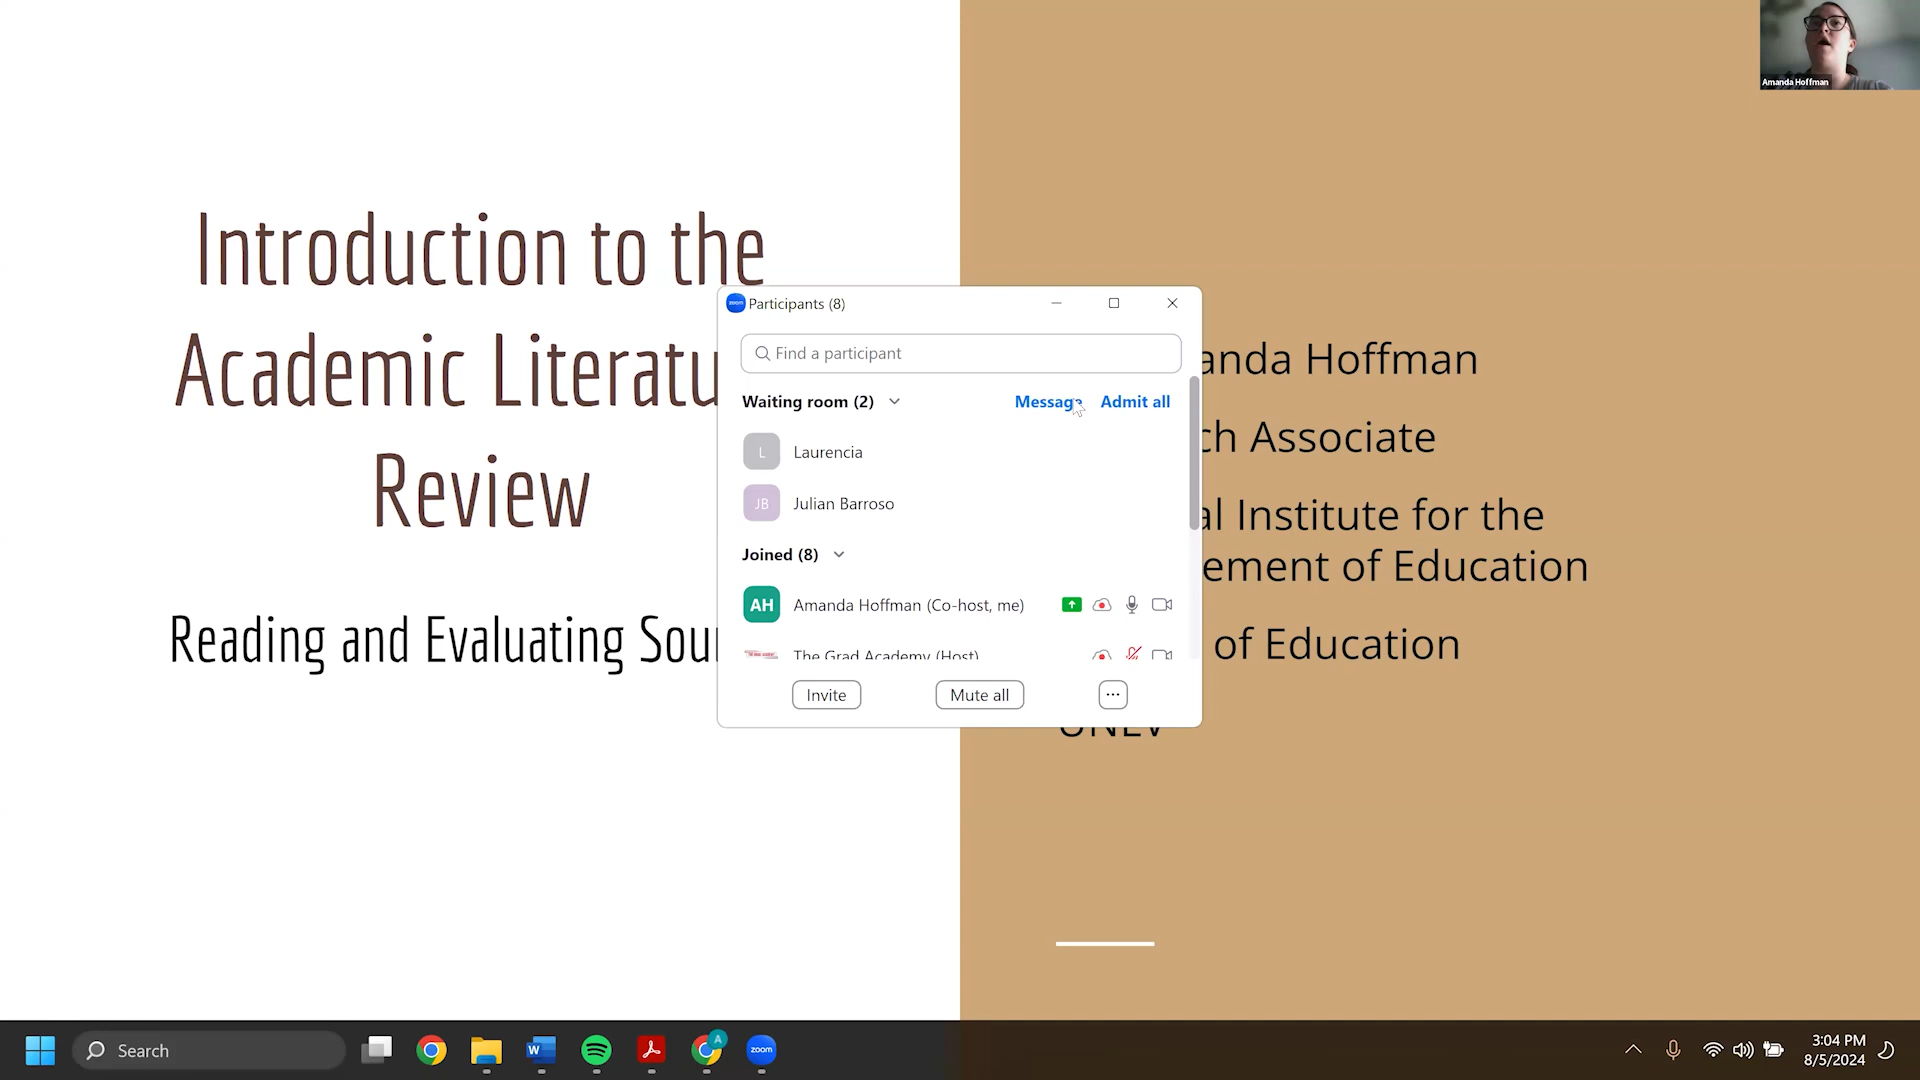 Introduction to the
Academic Literatu
Review
Reading and Evaluating Sou
anda Hoffman
ch Associate
al Institute for the
ement of Education
of Education
UNLV
Amanda Hoffman
zoom
Participants (8)
Find a participant
Waiting room (2)
Message
Admit all
L
Laurencia
JB
Julian Barroso
Joined (8)
AH
Amanda Hoffman (Co-host, me)
The Grad Academy (Host)
Invite
Mute all
Search
W
A
zoom
3:04 PM
8/5/2024